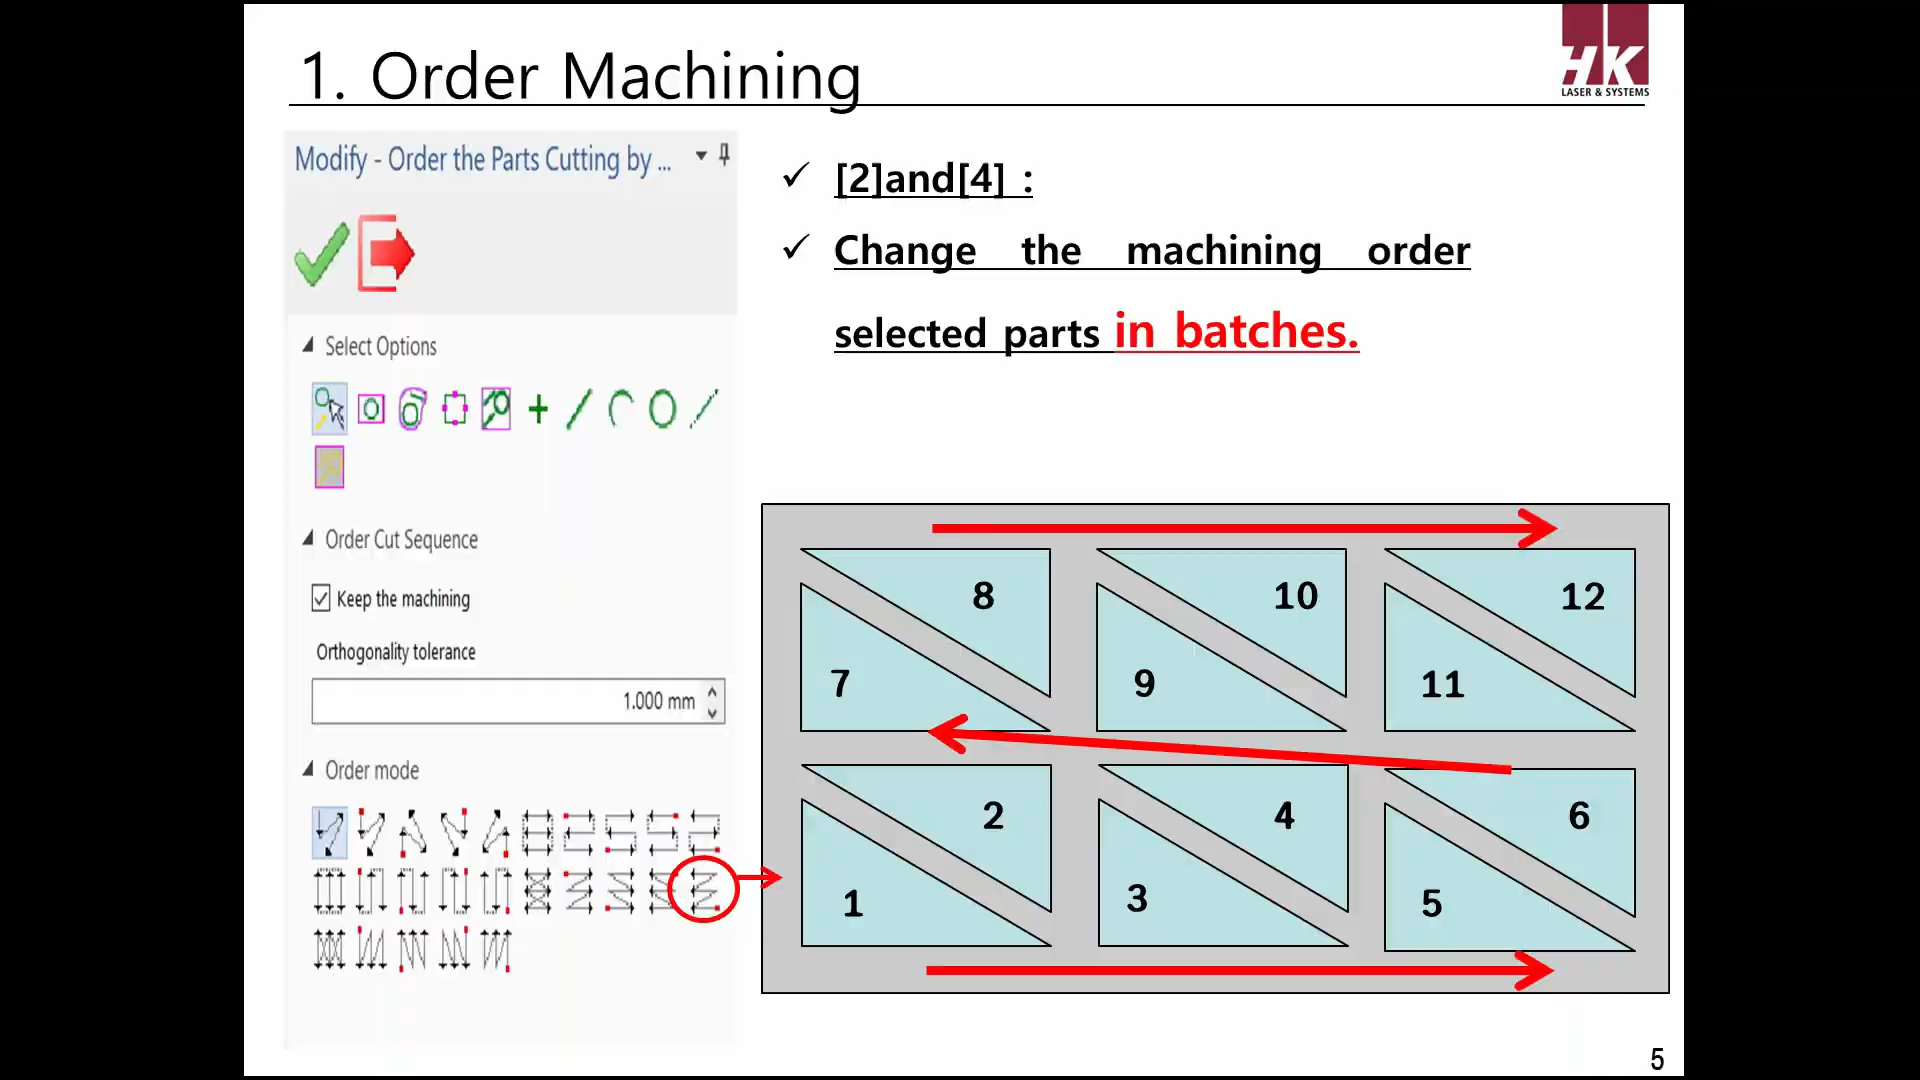 1. Order Machining
HK
LASER & SYSTEMS
Modify - Order the Parts Cutting by ...
Select Options
Order Cut Sequence
Keep the machining
Orthogonality tolerance
1.000 mm
Order mode
✓ [2]and[4] :
✓ Change the machining order
selected parts in batches.
8 10 12
7 9 11
2 4 6
1 3 5
5